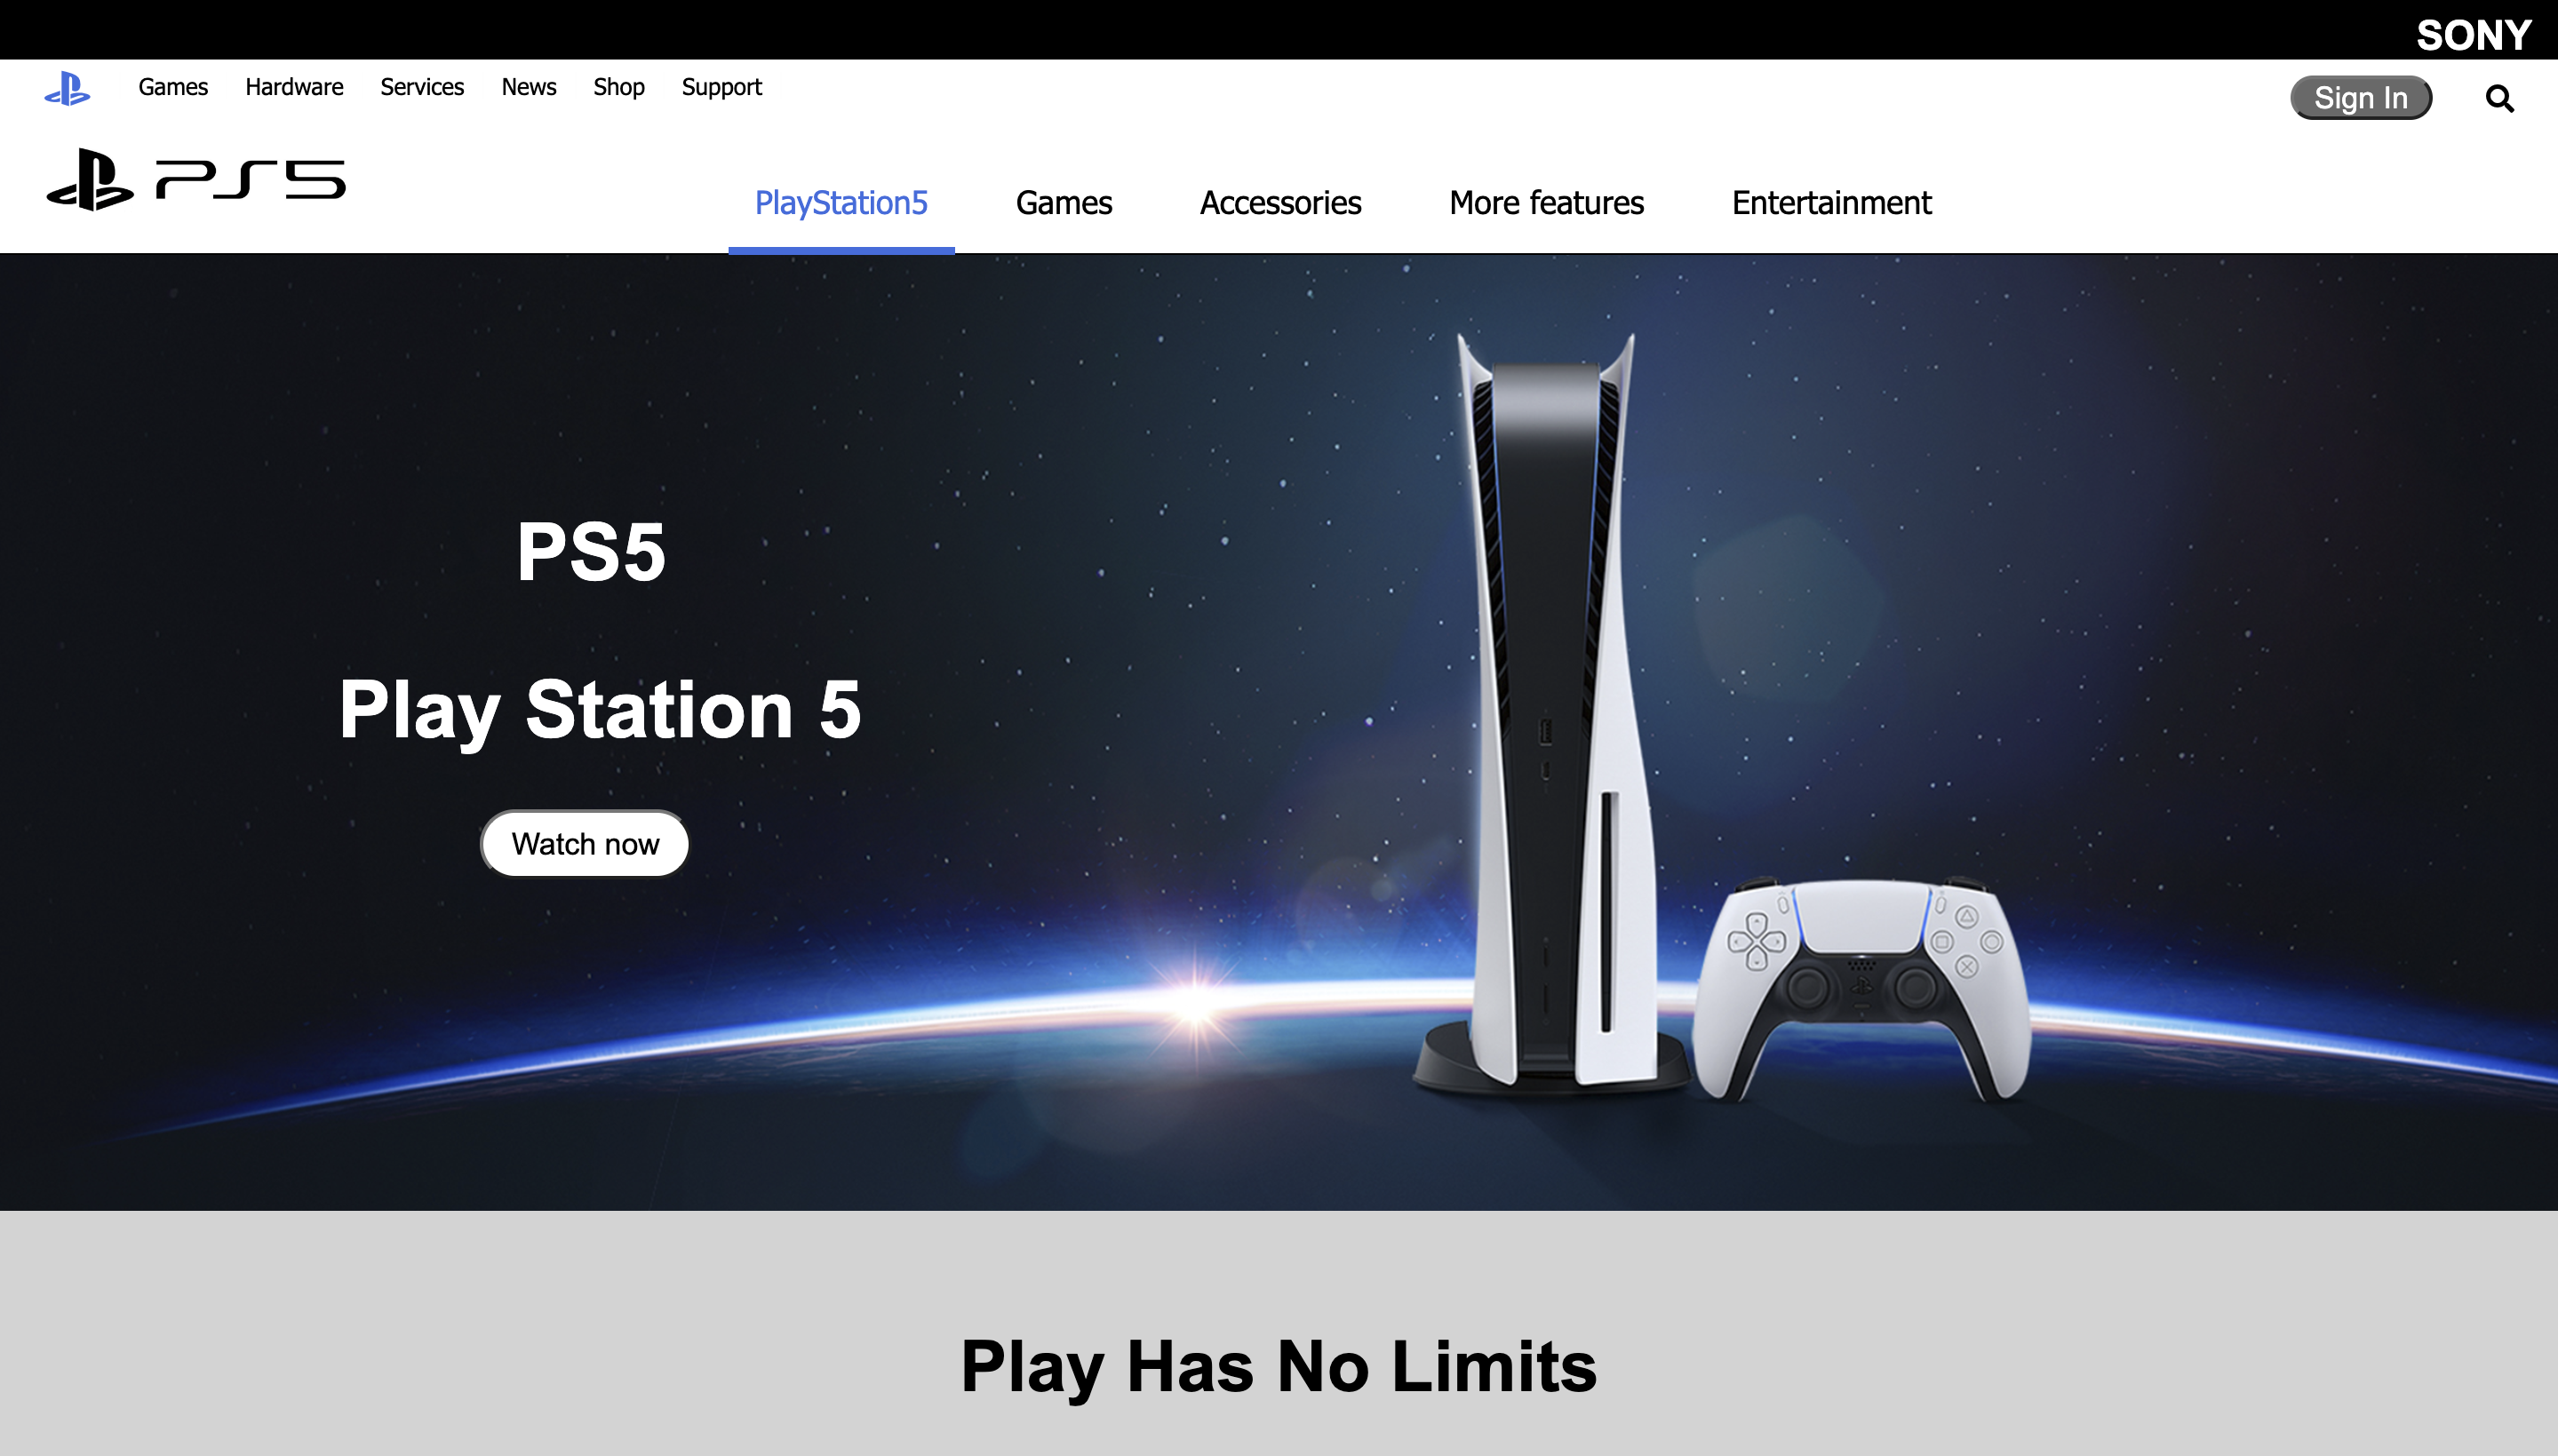 SONY
Games Hardware Services News Shop Support Sign In
PS5
PlayStation5 Games Accessories More features Entertainment
PS5
Play Station 5
Watch now
Play Has No Limits